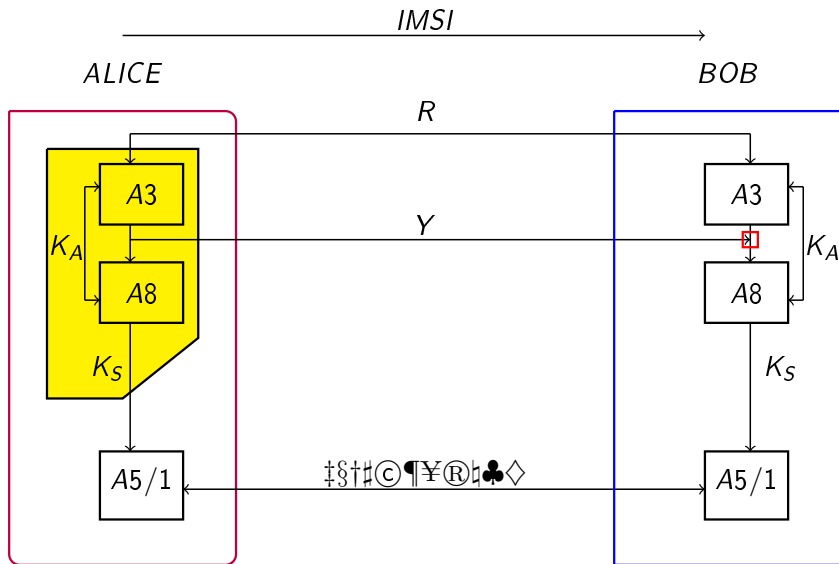 IMSI
ALICE BOB
R
A3 A3
Y
K_A K_A
A8 A8
K_S K_S
‡§†♯©¶¥®♮♣♢
A5/1 A5/1